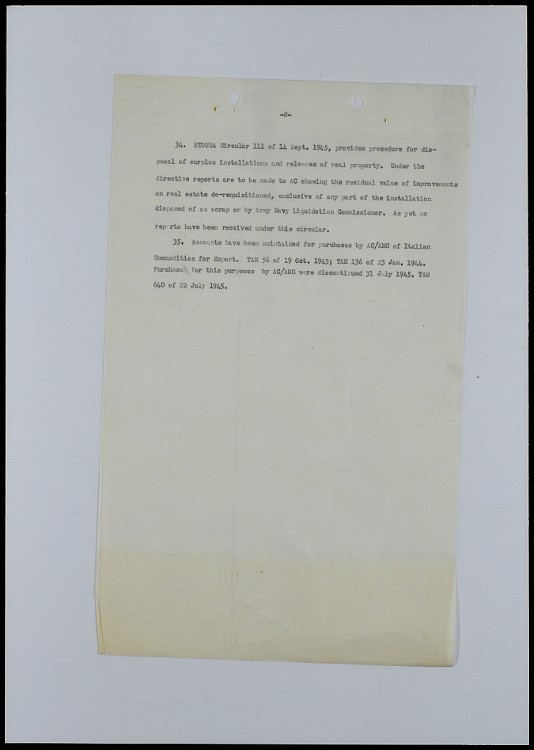 -8-
34. MTOUSA Circular 111 of 14 Sept. 1945, provides procedure for dis-
posal of surplus installations and releases of real property. Under the
directive reports are to be made to AC showing the residual value of improvements
on real estate de-requisitioned, exclusive of any part of the installation
disposed of as scrap or by Army Navy Liquidation Commissioner. As yet no
reports have been received under this circular.
35. Accounts have been maintained for purchases by AC/AMG of Italian
Commodities for Export. TAM 56 of 19 Oct. 1943; TAM 136 of 23 Jan. 1944.
Purchases for this purposes by AC/AMG were discontinued 31 July 1945. TAM
640 of 22 July 1945.